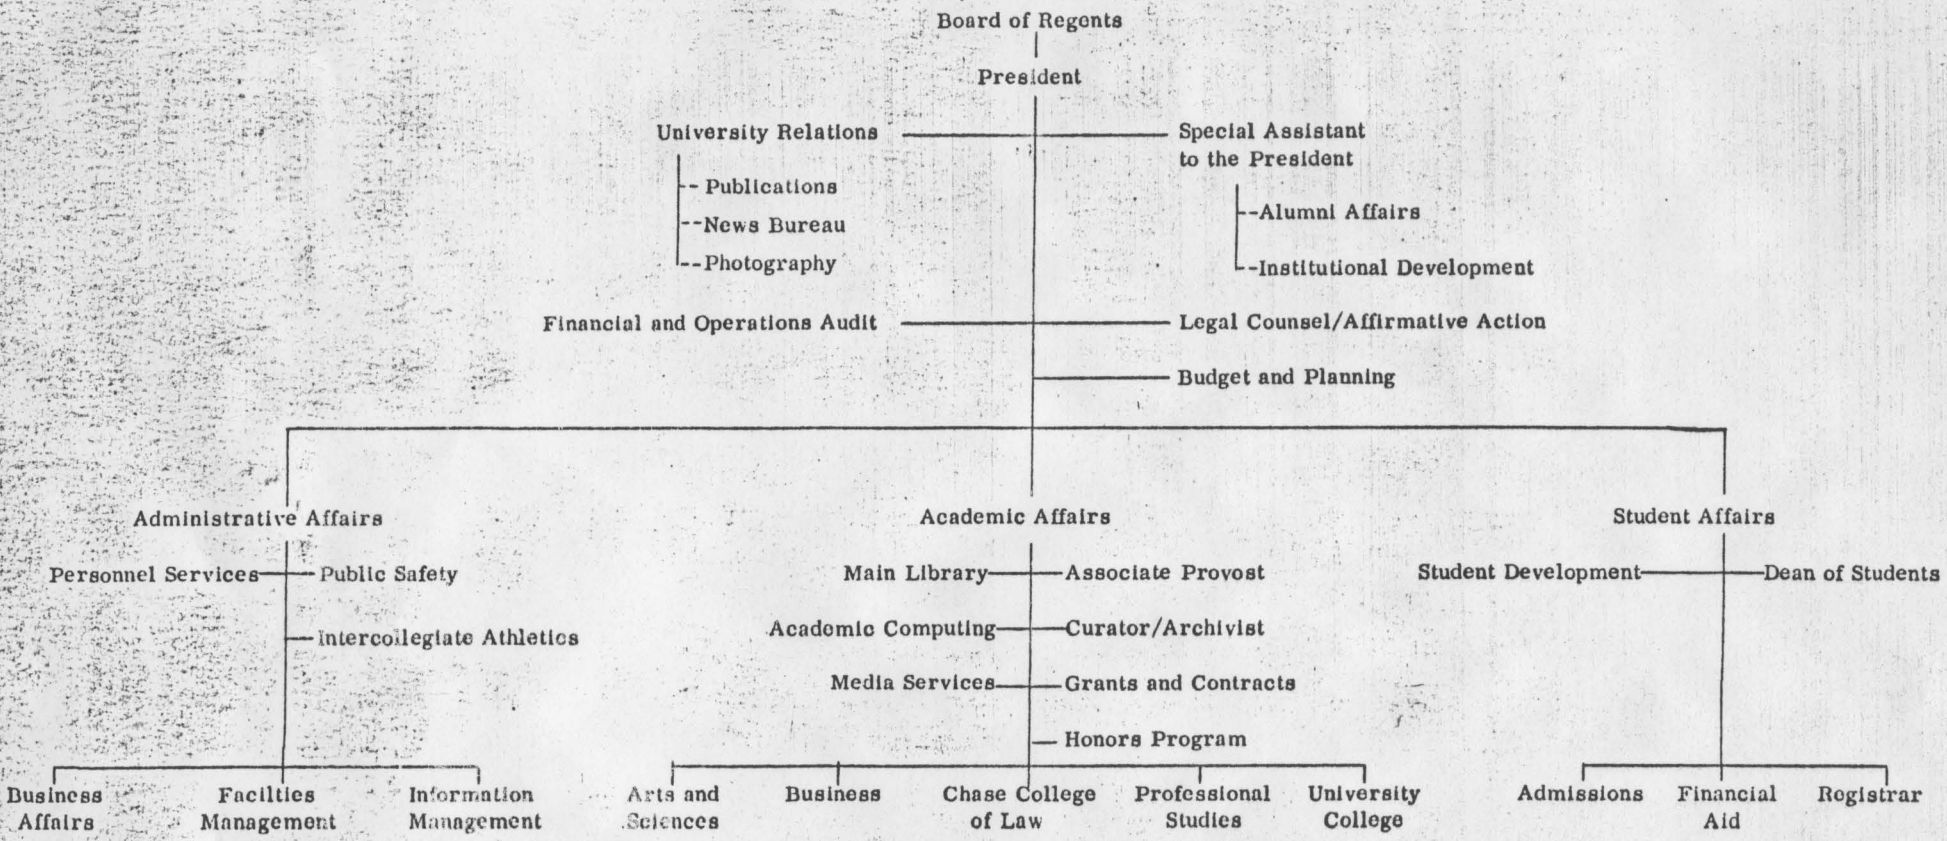 Board of Regents
President
University Relations
Special Assistant
to the President
Publications
News Bureau
Photography
Alumni Affairs
Institutional Development
Financial and Operations Audit
Legal Counsel/Affirmative Action
Budget and Planning
Administrative Affairs
Academic Affairs
Student Affairs
Personnel Services
Public Safety
Intercollegiate Athletics
Main Library
Associate Provost
Academic Computing
Curator/Archivist
Media Services
Grants and Contracts
Honors Program
Student Development
Dean of Students
Business
Affairs
Facilties
Management
Information
Management
Arts and
Sciences
Business
Chase College
of Law
Professional
Studies
University
College
Admissions
Financial
Aid
Registrar